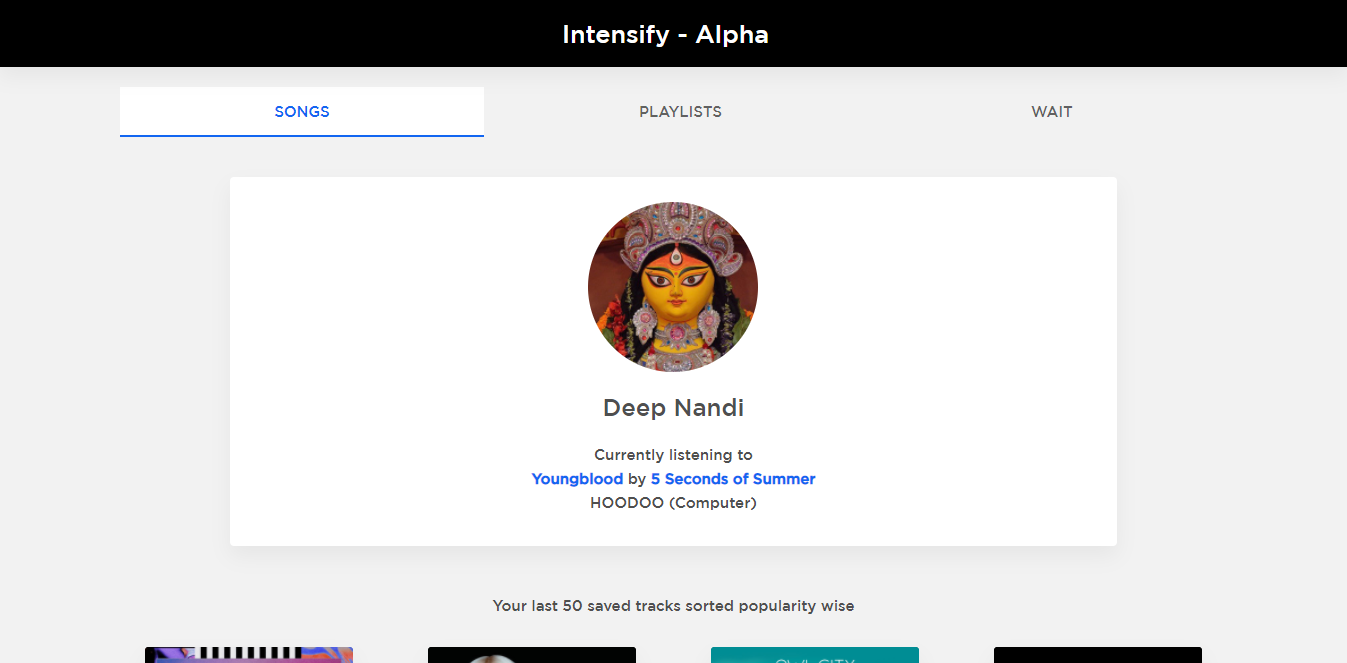 Intensify - Alpha
SONGS
PLAYLISTS
WAIT
Deep Nandi
Currently listening to
Youngblood by 5 Seconds of Summer
HOODOO (Computer)
Your last 50 saved tracks sorted popularity wise